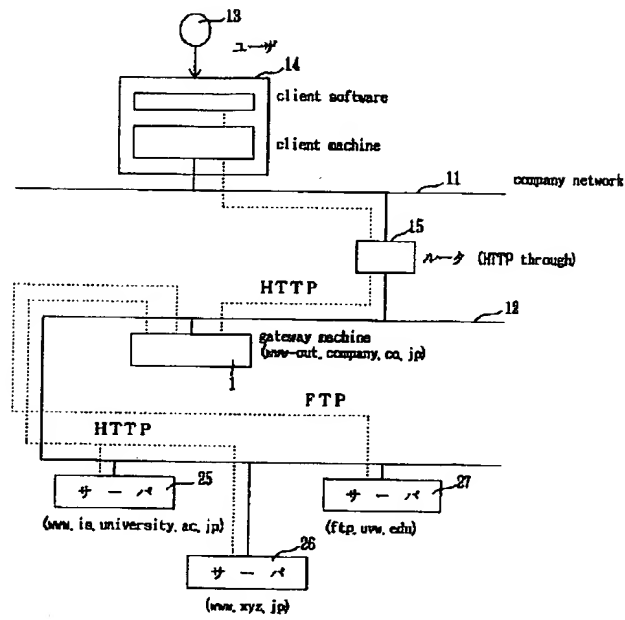 13
ユーザ
14
client software
client machine
11
company network
15
ルータ (HTTP through)
HTTP
12
gateway machine
(www-out.company.co.jp)
1
FTP
HTTP
サーバ
25
(www.is.university.ac.jp)
サーバ
27
(ftp.uvw.edu)
26
サーバ
(www.xyz.jp)